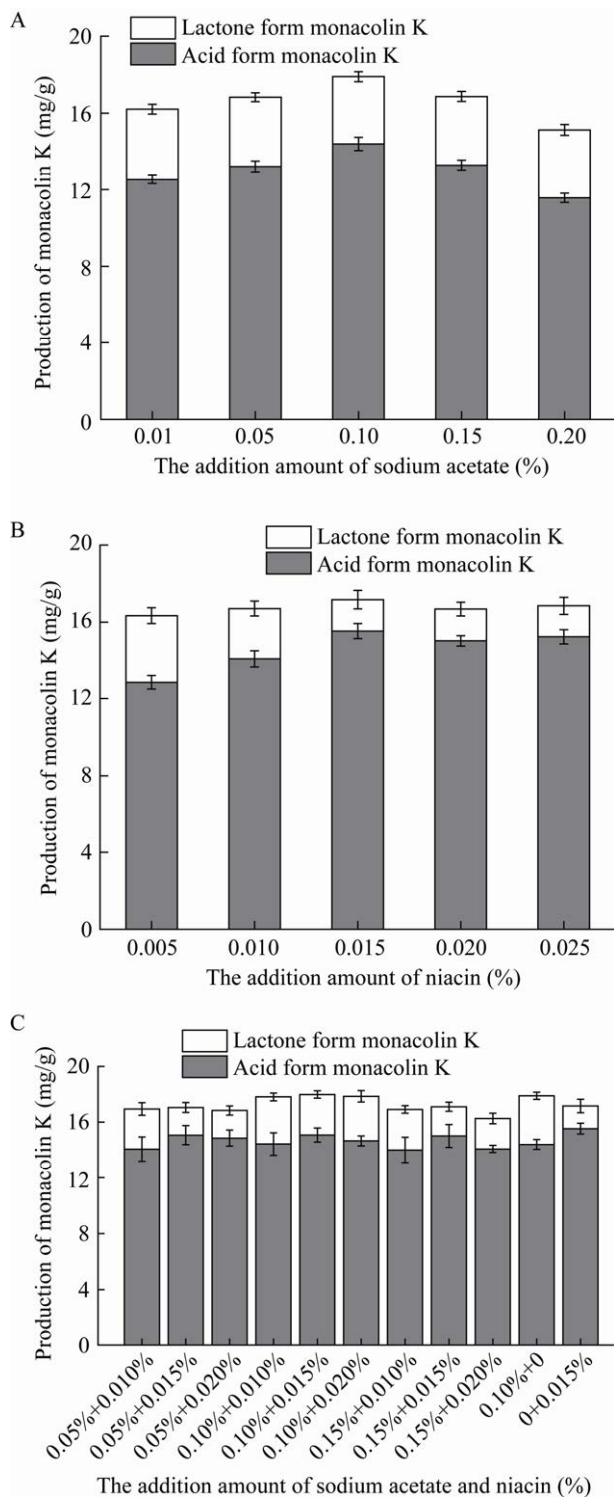 A
Lactone form monacolin K
Acid form monacolin K
Production of monacolin K (mg/g)
20
16
12
8
4
0
0.01 0.05 0.10 0.15 0.20
The addition amount of sodium acetate (%)
B
Lactone form monacolin K
Acid form monacolin K
Production of monacolin K (mg/g)
20
16
12
8
4
0
0.005 0.010 0.015 0.020 0.025
The addition amount of niacin (%)
C
Lactone form monacolin K
Acid form monacolin K
Production of monacolin K (mg/g)
20
16
12
8
4
0
0.05%+0.010%
0.05%+0.015%
0.05%+0.020%
0.10%+0.010%
0.10%+0.015%
0.10%+0.020%
0.15%+0.010%
0.15%+0.015%
0.15%+0.020%
0.10%+0
0+0.015%
The addition amount of sodium acetate and niacin (%)